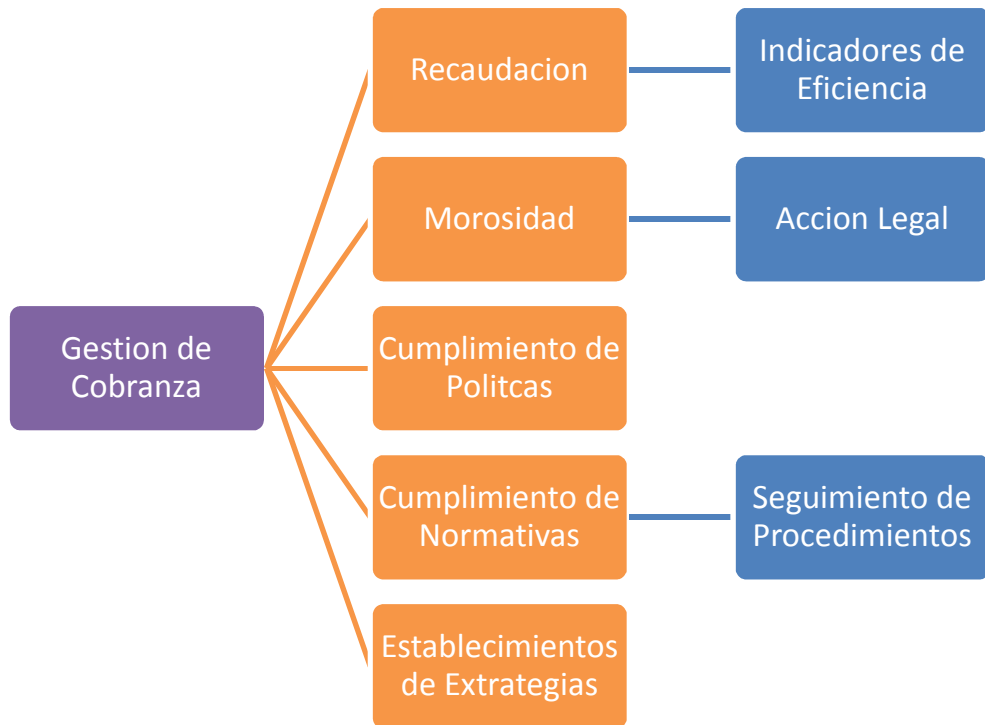 Recaudacion
Indicadores de
Eficiencia
Morosidad
Accion Legal
Gestion de
Cobranza
Cumplimiento de
Politcas
Cumplimiento de
Normativas
Seguimiento de
Procedimientos
Establecimientos
de Extrategias